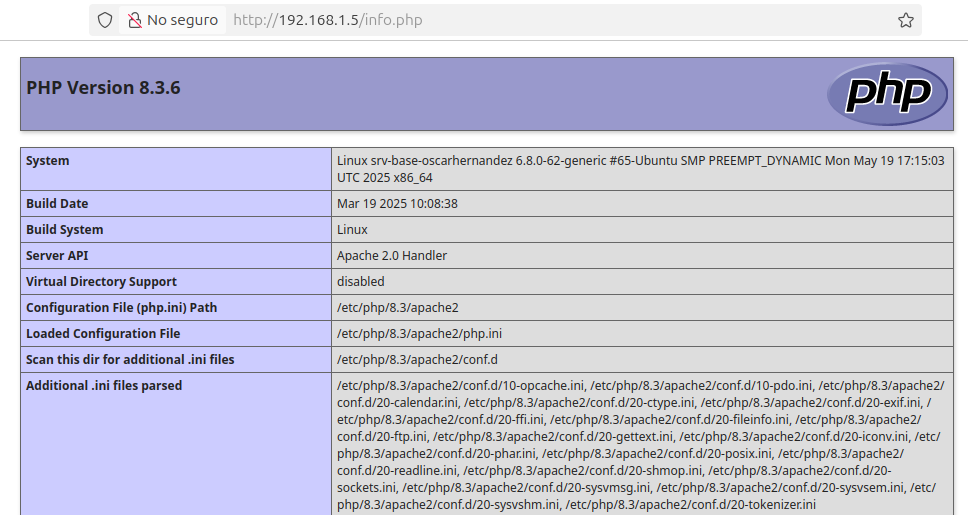 No seguro http://192.168.1.5/info.php
PHP Version 8.3.6
php
System Linux srv-base-oscarhernandez 6.8.0-62-generic #65-Ubuntu SMP PREEMPT_DYNAMIC Mon May 19 17:15:03
UTC 2025 x86_64
Build Date Mar 19 2025 10:08:38
Build System Linux
Server API Apache 2.0 Handler
Virtual Directory Support disabled
Configuration File (php.ini) Path /etc/php/8.3/apache2
Loaded Configuration File /etc/php/8.3/apache2/php.ini
Scan this dir for additional .ini files /etc/php/8.3/apache2/conf.d
Additional .ini files parsed /etc/php/8.3/apache2/conf.d/10-opcache.ini, /etc/php/8.3/apache2/conf.d/10-pdo.ini, /etc/php/8.3/apache2/
conf.d/20-calendar.ini, /etc/php/8.3/apache2/conf.d/20-ctype.ini, /etc/php/8.3/apache2/conf.d/20-exif.ini, /
etc/php/8.3/apache2/conf.d/20-ffi.ini, /etc/php/8.3/apache2/conf.d/20-fileinfo.ini, /etc/php/8.3/apache2/
conf.d/20-ftp.ini, /etc/php/8.3/apache2/conf.d/20-gettext.ini, /etc/php/8.3/apache2/conf.d/20-iconv.ini, /etc/
php/8.3/apache2/conf.d/20-phar.ini, /etc/php/8.3/apache2/conf.d/20-posix.ini, /etc/php/8.3/apache2/
conf.d/20-readline.ini, /etc/php/8.3/apache2/conf.d/20-shmop.ini, /etc/php/8.3/apache2/conf.d/20-
sockets.ini, /etc/php/8.3/apache2/conf.d/20-sysvmsg.ini, /etc/php/8.3/apache2/conf.d/20-sysvsem.ini, /etc/
php/8.3/apache2/conf.d/20-sysvshm.ini, /etc/php/8.3/apache2/conf.d/20-tokenizer.ini